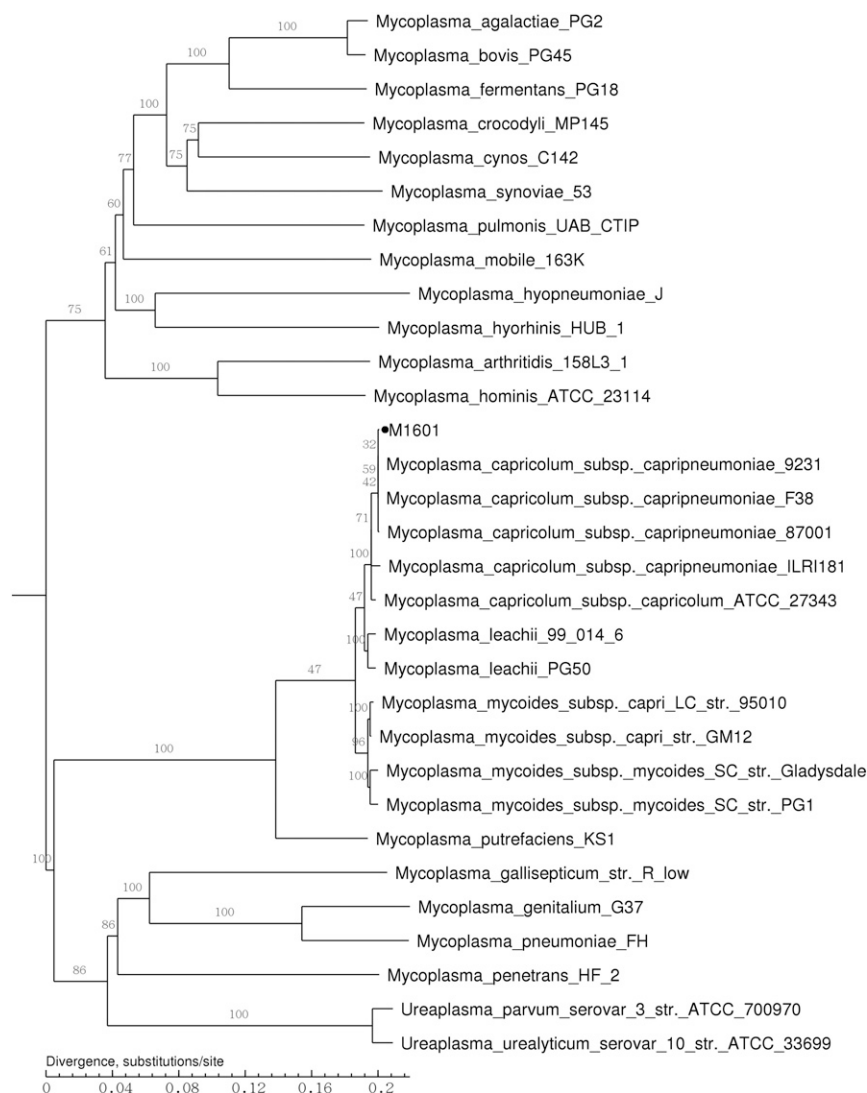 100
Mycoplasma_agalactiae_PG2
100
Mycoplasma_bovis_PG45
Mycoplasma_fermentans_PG18
100
75
Mycoplasma_crocodyli_MP145
75
Mycoplasma_cynos_C142
77
Mycoplasma_synoviae_53
60
Mycoplasma_pulmonis_UAB_CTIP
61
Mycoplasma_mobile_163K
100
Mycoplasma_hyopneumoniae_J
75
Mycoplasma_hyorhinis_HUB_1
100
Mycoplasma_arthritidis_158L3_1
Mycoplasma_hominis_ATCC_23114
M1601
32
59
Mycoplasma_capricolum_subsp._capripneumoniae_9231
42
Mycoplasma_capricolum_subsp._capripneumoniae_F38
71
Mycoplasma_capricolum_subsp._capripneumoniae_87001
100
Mycoplasma_capricolum_subsp._capripneumoniae_ILRI181
47
Mycoplasma_capricolum_subsp._capricolum_ATCC_27343
100
Mycoplasma_leachii_99_014_6
47
Mycoplasma_leachii_PG50
100
Mycoplasma_mycoides_subsp._capri_LC_str._95010
96
Mycoplasma_mycoides_subsp._capri_str._GM12
100
Mycoplasma_mycoides_subsp._mycoides_SC_str._Gladysdale
100
Mycoplasma_mycoides_subsp._mycoides_SC_str._PG1
Mycoplasma_putrefaciens_KS1
100
100
Mycoplasma_gallisepticum_str._R_low
100
Mycoplasma_genitalium_G37
86
Mycoplasma_pneumoniae_FH
86
Mycoplasma_penetrans_HF_2
100
Ureaplasma_parvum_serovar_3_str._ATCC_700970
Ureaplasma_urealyticum_serovar_10_str._ATCC_33699
Divergence, substitutions/site
0 0.04 0.08 0.12 0.16 0.2